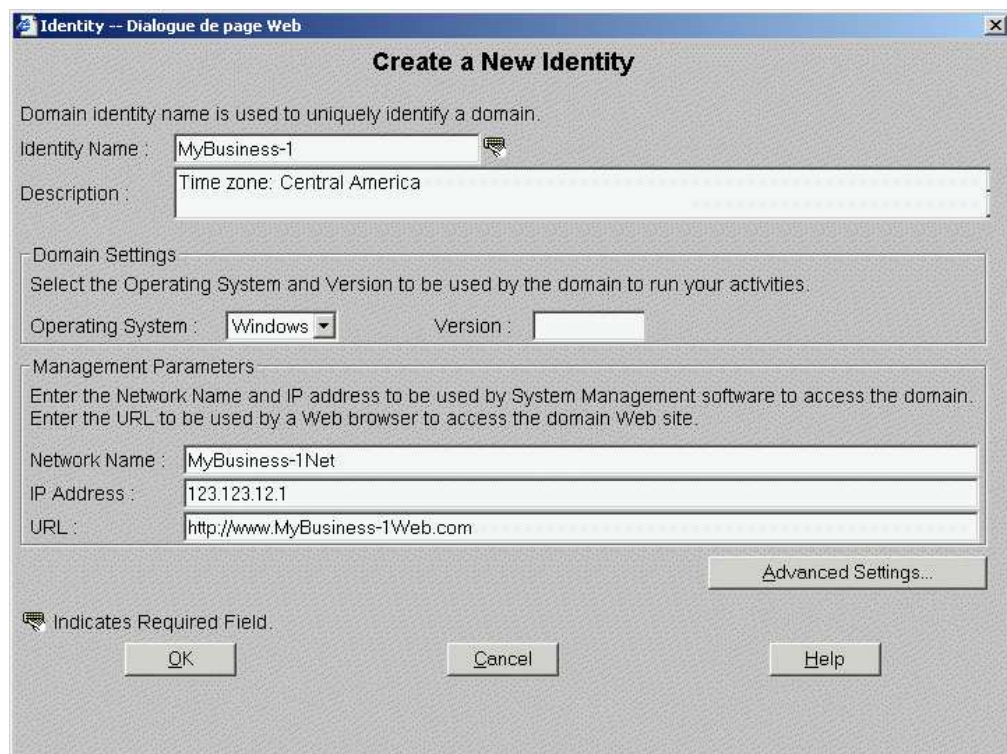 Identity -- Dialogue de page Web
Create a New Identity
Domain identity name is used to uniquely identify a domain.
Identity Name : MyBusiness-1
Description : Time zone: Central America
Domain Settings
Select the Operating System and Version to be used by the domain to run your activities.
Operating System : Windows Version :
Management Parameters
Enter the Network Name and IP address to be used by System Management software to access the domain.
Enter the URL to be used by a Web browser to access the domain Web site.
Network Name : MyBusiness-1Net
IP Address : 123.123.12.1
URL : http://www.MyBusiness-1Web.com
Advanced Settings...
Indicates Required Field.
OK Cancel Help